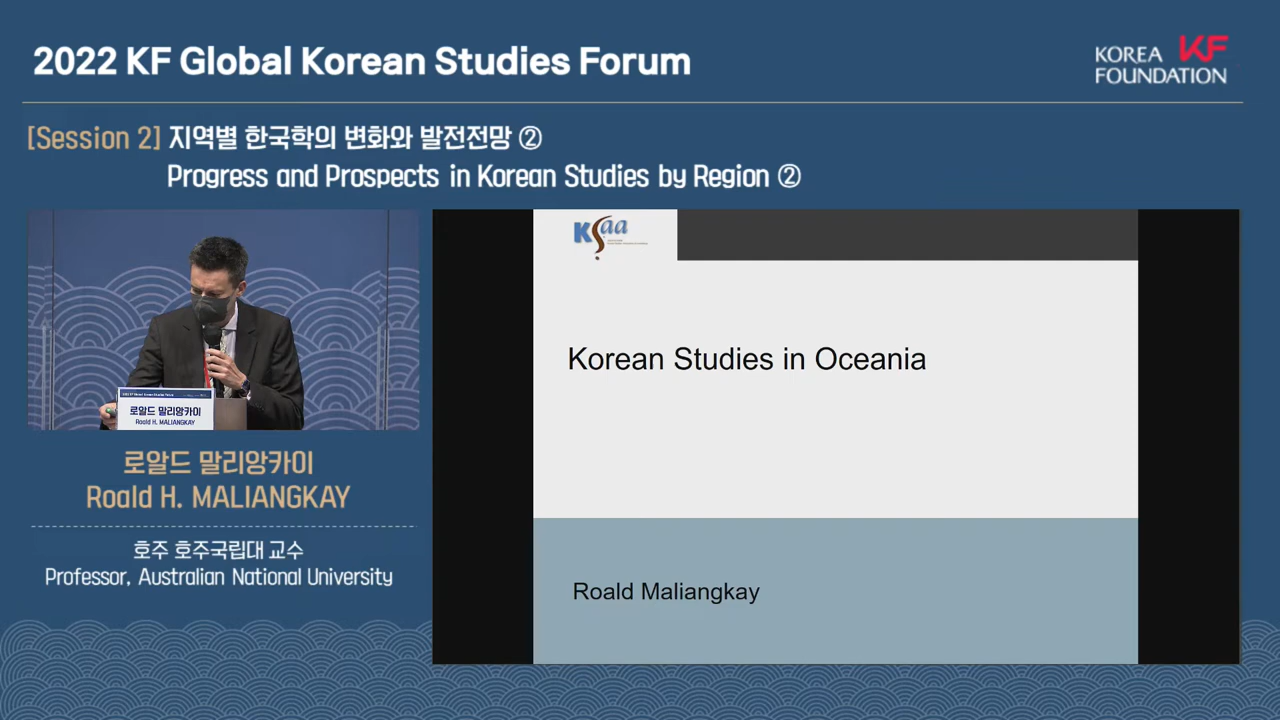 2022 KF Global Korean Studies Forum
KOREA KF
FOUNDATION
[Session 2] 지역별 한국학의 변화와 발전전망 ②
Progress and Prospects in Korean Studies by Region ②
Ksaa
Korean Studies in Oceania
로알드 말리앙카이
Roald H. MALIANGKAY
로알드 말리앙카이
Roald H. MALIANGKAY
호주 호주국립대 교수
Professor, Australian National University
Roald Maliangkay